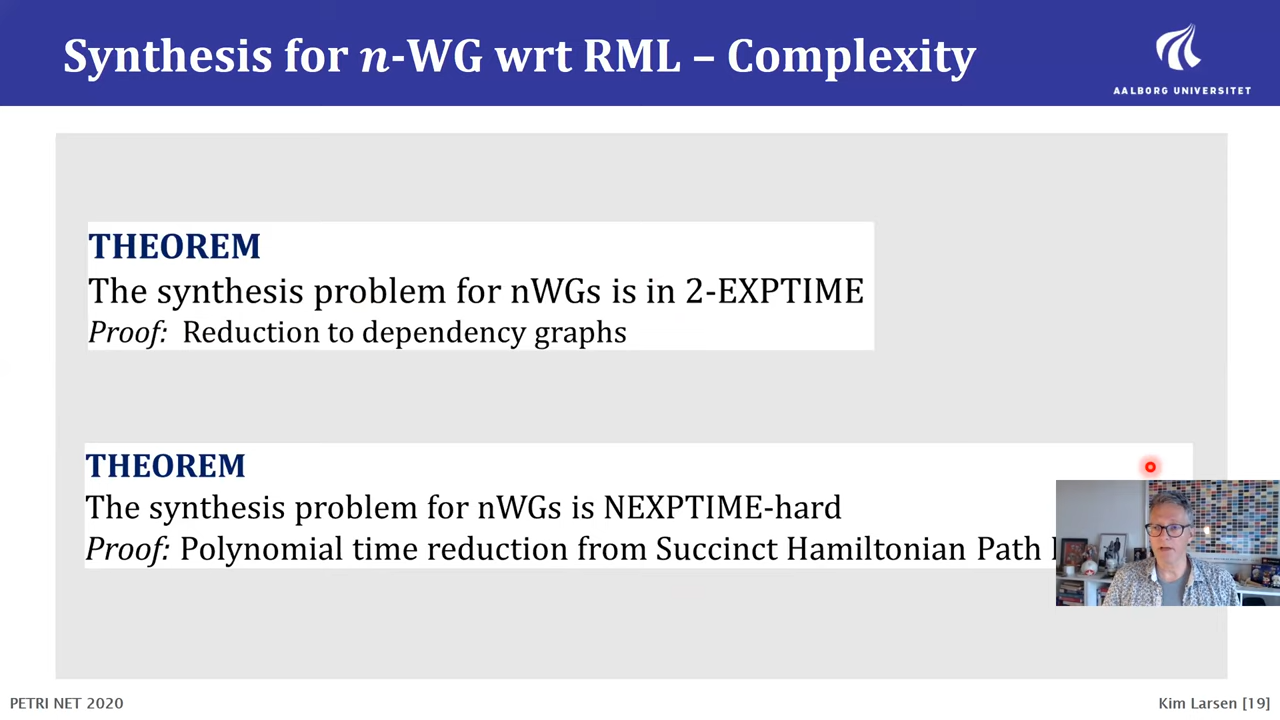 Synthesis for n-WG wrt RML – Complexity
AALBORG UNIVERSITET
THEOREM
The synthesis problem for nWGs is in 2-EXPTIME
Proof: Reduction to dependency graphs
THEOREM
The synthesis problem for nWGs is NEXPTIME-hard
Proof: Polynomial time reduction from Succinct Hamiltonian Path
PETRI NET 2020
Kim Larsen [19]